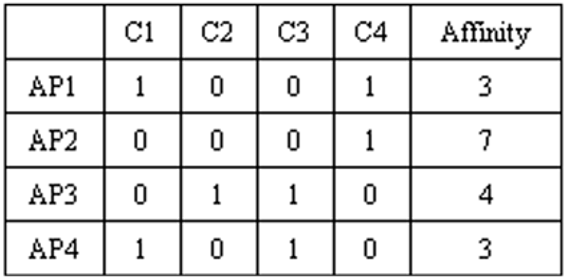 C1 C2 C3 C4 Affinity
AP1 1 0 0 1 3
AP2 0 0 0 1 7
AP3 0 1 1 0 4
AP4 1 0 1 0 3